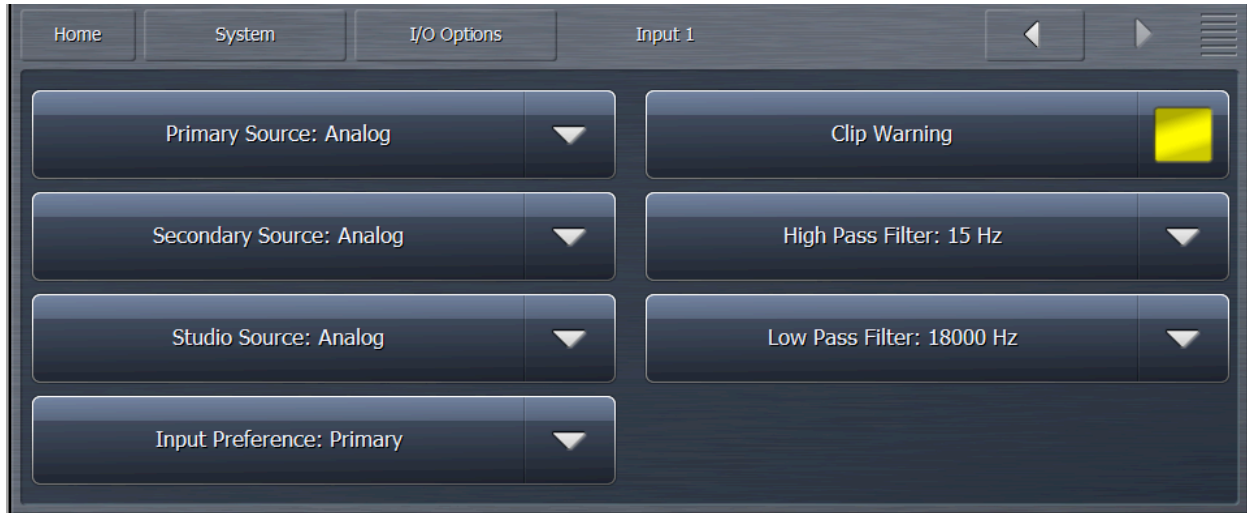 Home
System
I/O Options
Input 1
Primary Source: Analog
Clip Warning
Secondary Source: Analog
High Pass Filter: 15 Hz
Studio Source: Analog
Low Pass Filter: 18000 Hz
Input Preference: Primary